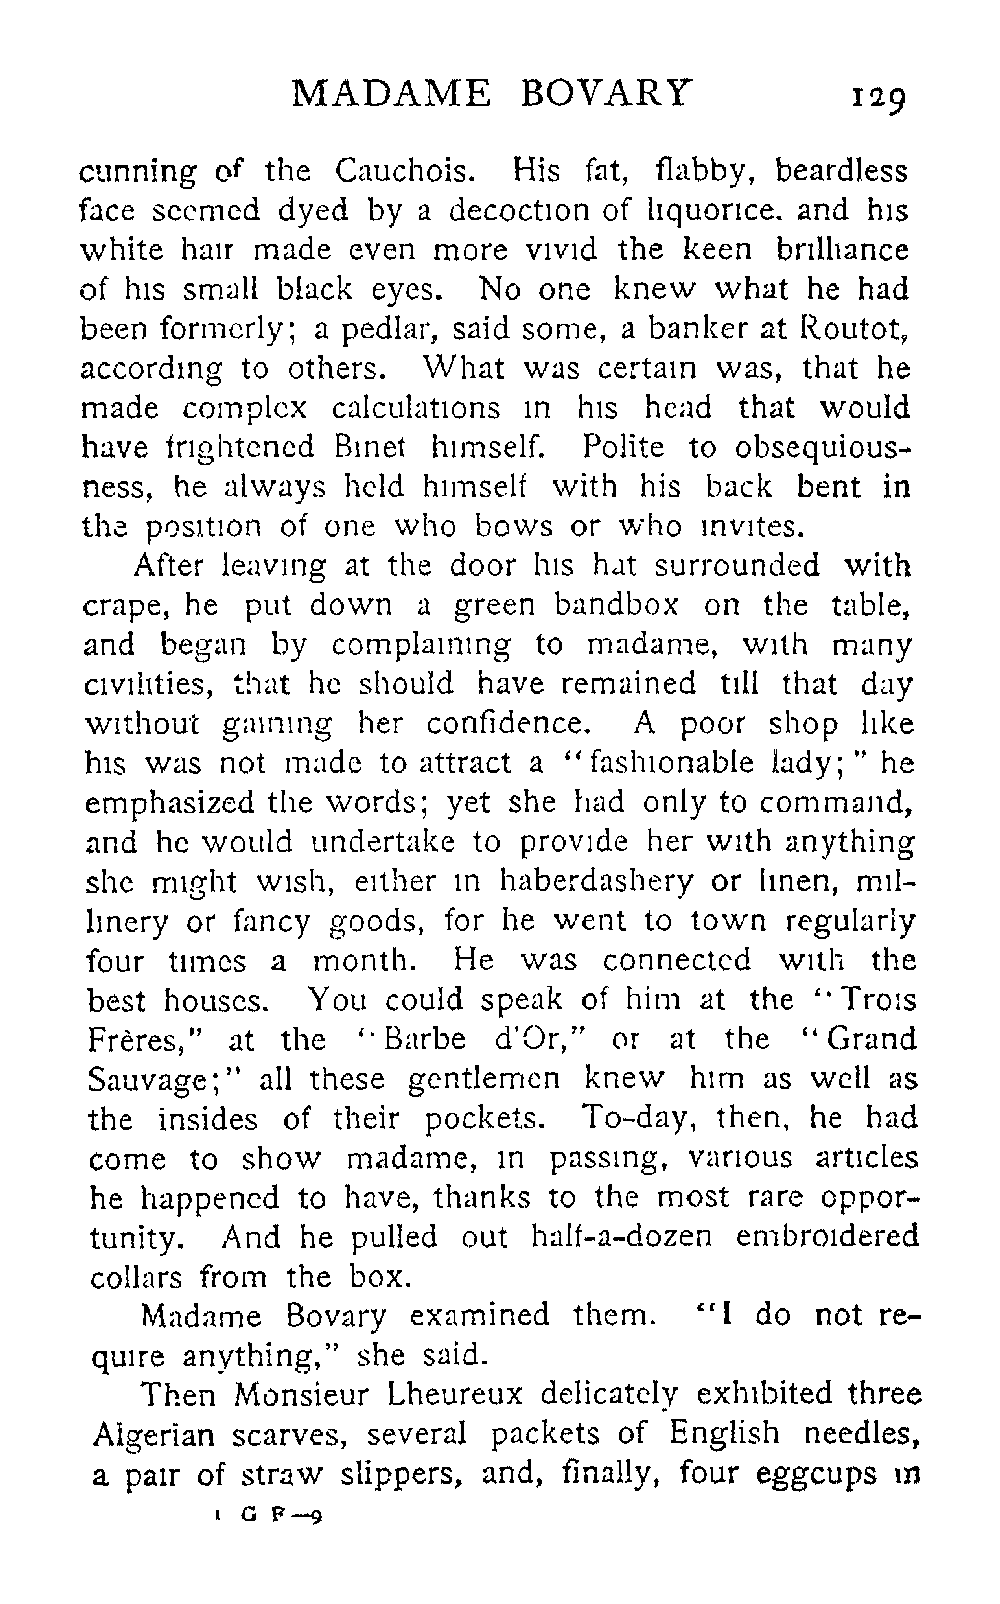 MADAME BOVARY 129
cunning of the Cauchois. His fat, flabby, beardless
face seemed dyed by a decoction of liquorice. and his
white hair made even more vivid the keen brilliance
of his small black eyes. No one knew what he had
been formerly; a pedlar, said some, a banker at Routot,
according to others. What was certain was, that he
made complex calculations in his head that would
have frightened Binet himself. Polite to obsequious-
ness, he always held himself with his back bent in
the position of one who bows or who invites.
After leaving at the door his hat surrounded with
crape, he put down a green bandbox on the table,
and began by complaining to madame, with many
civilities, that he should have remained till that day
without gaining her confidence. A poor shop like
his was not made to attract a "fashionable lady;" he
emphasized the words; yet she had only to command,
and he would undertake to provide her with anything
she might wish, either in haberdashery or linen, mil-
linery or fancy goods, for he went to town regularly
four times a month. He was connected with the
best houses. You could speak of him at the "Trois
Frères," at the "Barbe d'Or," or at the "Grand
Sauvage;" all these gentlemen knew him as well as
the insides of their pockets. To-day, then, he had
come to show madame, in passing, various articles
he happened to have, thanks to the most rare oppor-
tunity. And he pulled out half-a-dozen embroidered
collars from the box.
Madame Bovary examined them. "I do not re-
quire anything," she said.
Then Monsieur Lheureux delicately exhibited three
Algerian scarves, several packets of English needles,
a pair of straw slippers, and, finally, four eggcups in
1 G F—9